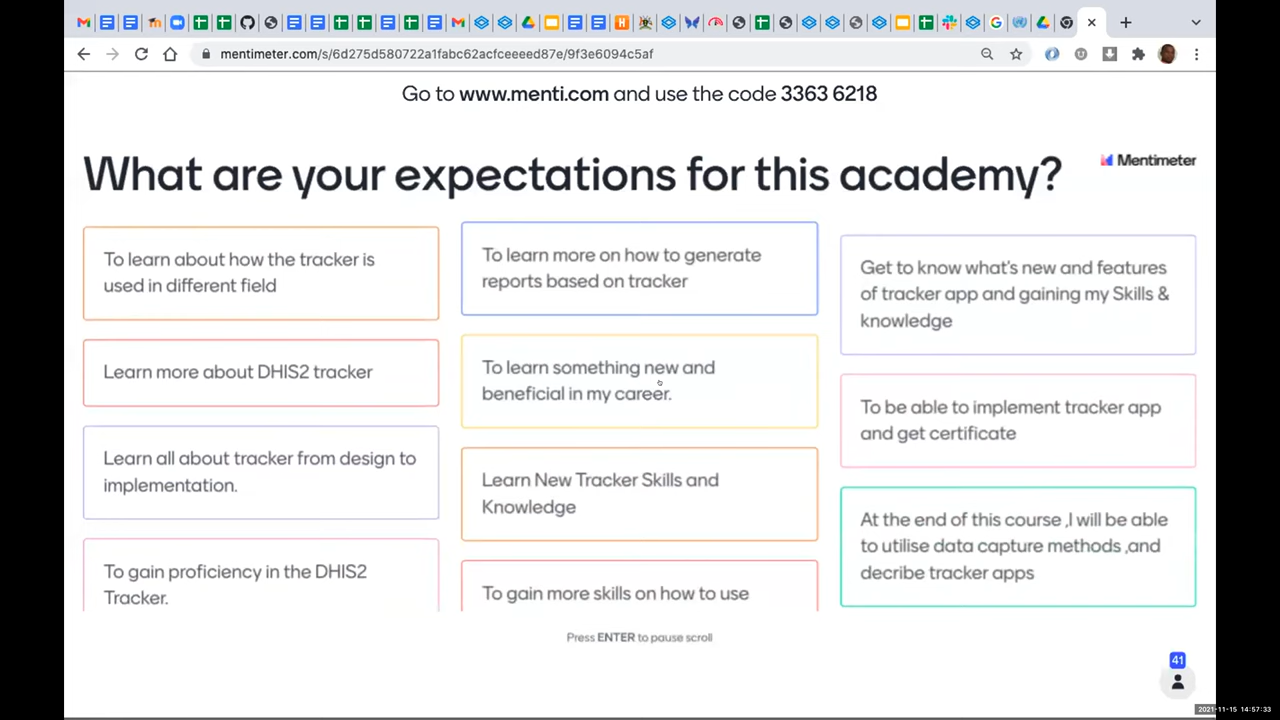 mentimeter.com/s/6d275d580722a1fabc62acfceeeed87e/9f3e6094c5af
Go to www.menti.com and use the code 3363 6218
What are your expectations for this academy?
Mentimeter
To learn about how the tracker is
used in different field
Learn more about DHIS2 tracker
Learn all about tracker from design to
implementation.
To gain proficiency in the DHIS2
Tracker.
To learn more on how to generate
reports based on tracker
To learn something new and
beneficial in my career.
Learn New Tracker Skills and
Knowledge
To gain more skills on how to use
Get to know what's new and features
of tracker app and gaining my Skills &
knowledge
To be able to implement tracker app
and get certificate
At the end of this course ,I will be able
to utilise data capture methods ,and
decribe tracker apps
Press ENTER to pause scroll
41
2021-11-15 14:57:33